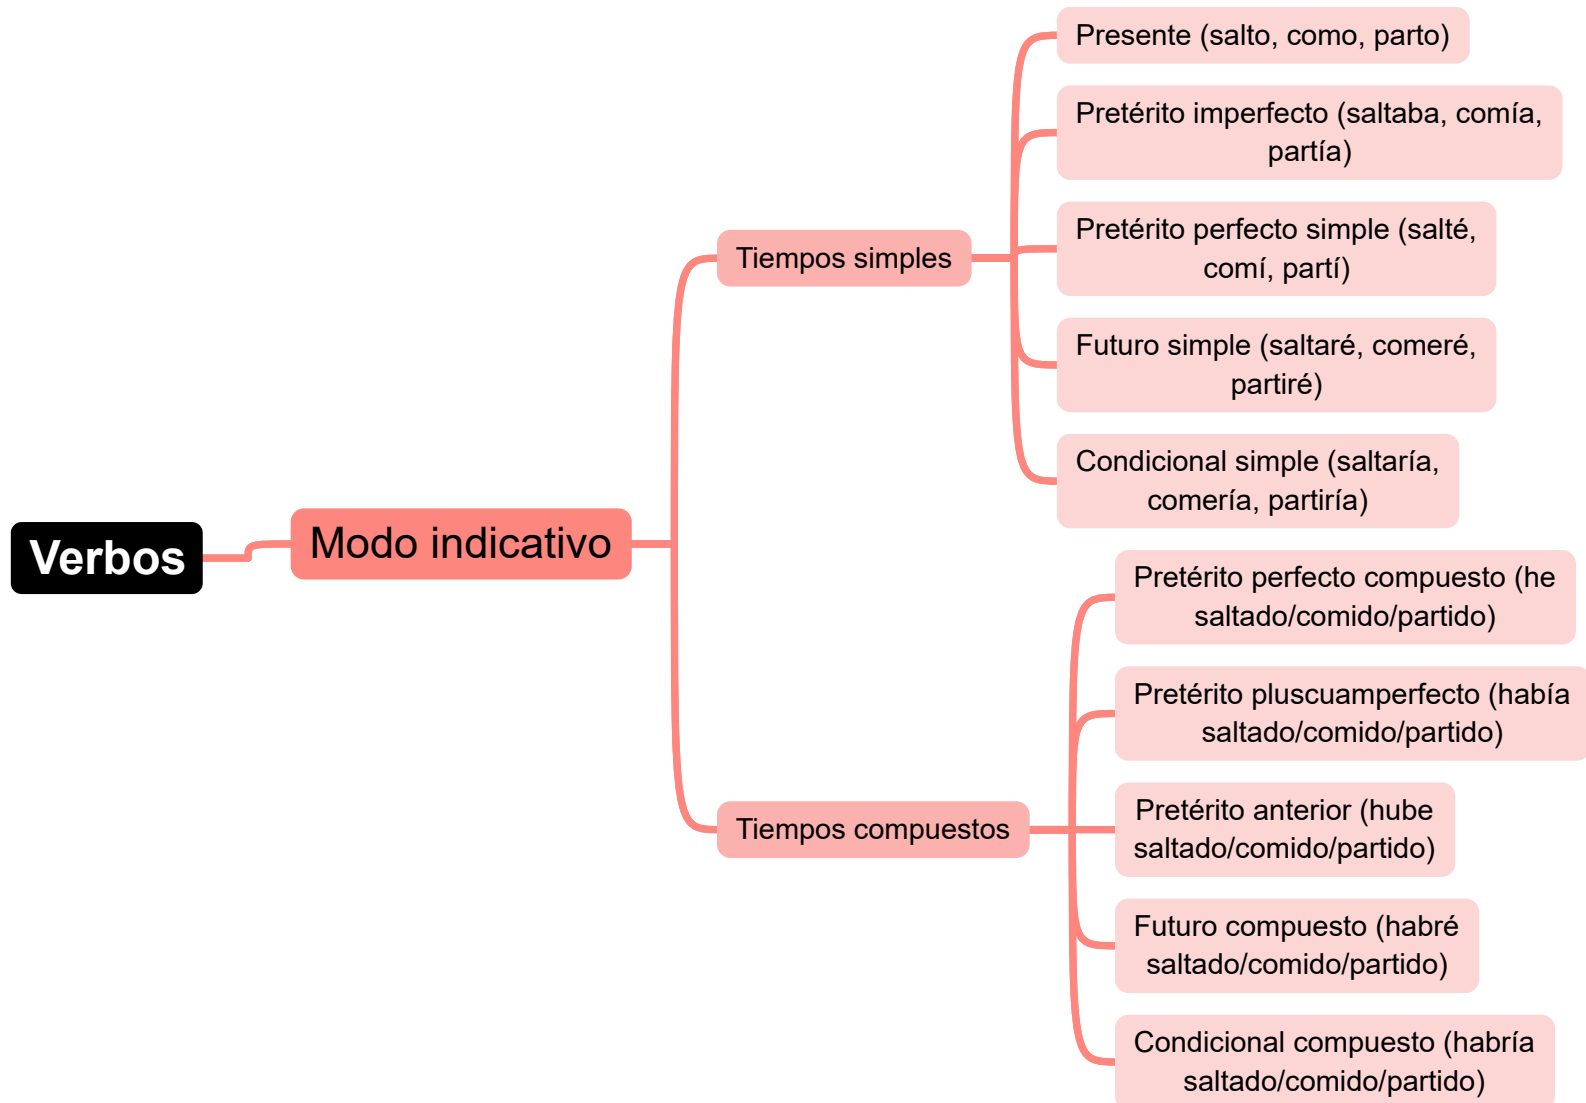 Verbos
Modo indicativo
Tiempos simples
Presente (salto, como, parto)
Pretérito imperfecto (saltaba, comía,
partía)
Pretérito perfecto simple (salté,
comí, partí)
Futuro simple (saltaré, comeré,
partiré)
Condicional simple (saltaría,
comería, partiría)
Tiempos compuestos
Pretérito perfecto compuesto (he
saltado/comido/partido)
Pretérito pluscuamperfecto (había
saltado/comido/partido)
Pretérito anterior (hube
saltado/comido/partido)
Futuro compuesto (habré
saltado/comido/partido)
Condicional compuesto (habría
saltado/comido/partido)